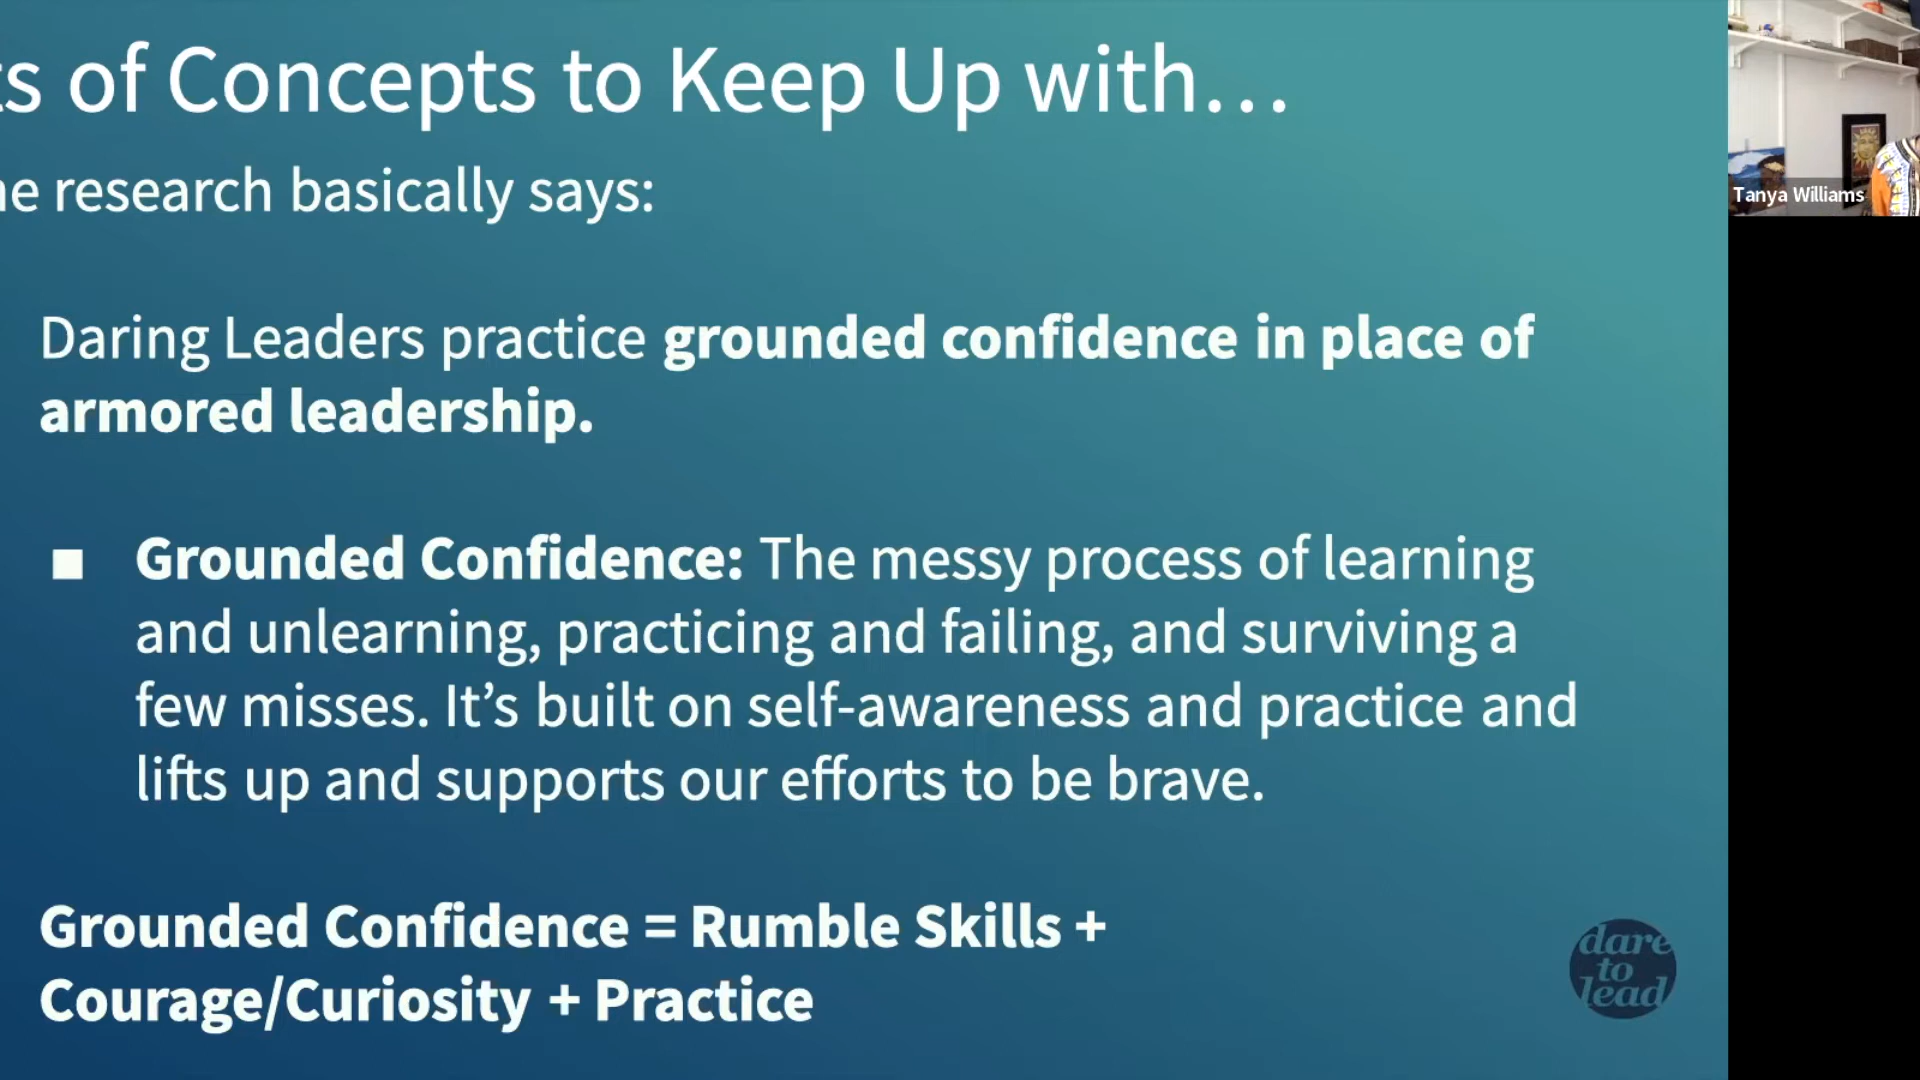 ts of Concepts to Keep Up with…
he research basically says:
Daring Leaders practice grounded confidence in place of
armored leadership.
■ Grounded Confidence: The messy process of learning
and unlearning, practicing and failing, and surviving a
few misses. It’s built on self-awareness and practice and
lifts up and supports our efforts to be brave.
Grounded Confidence = Rumble Skills +
Courage/Curiosity + Practice
dare
to
lead
Tanya Williams